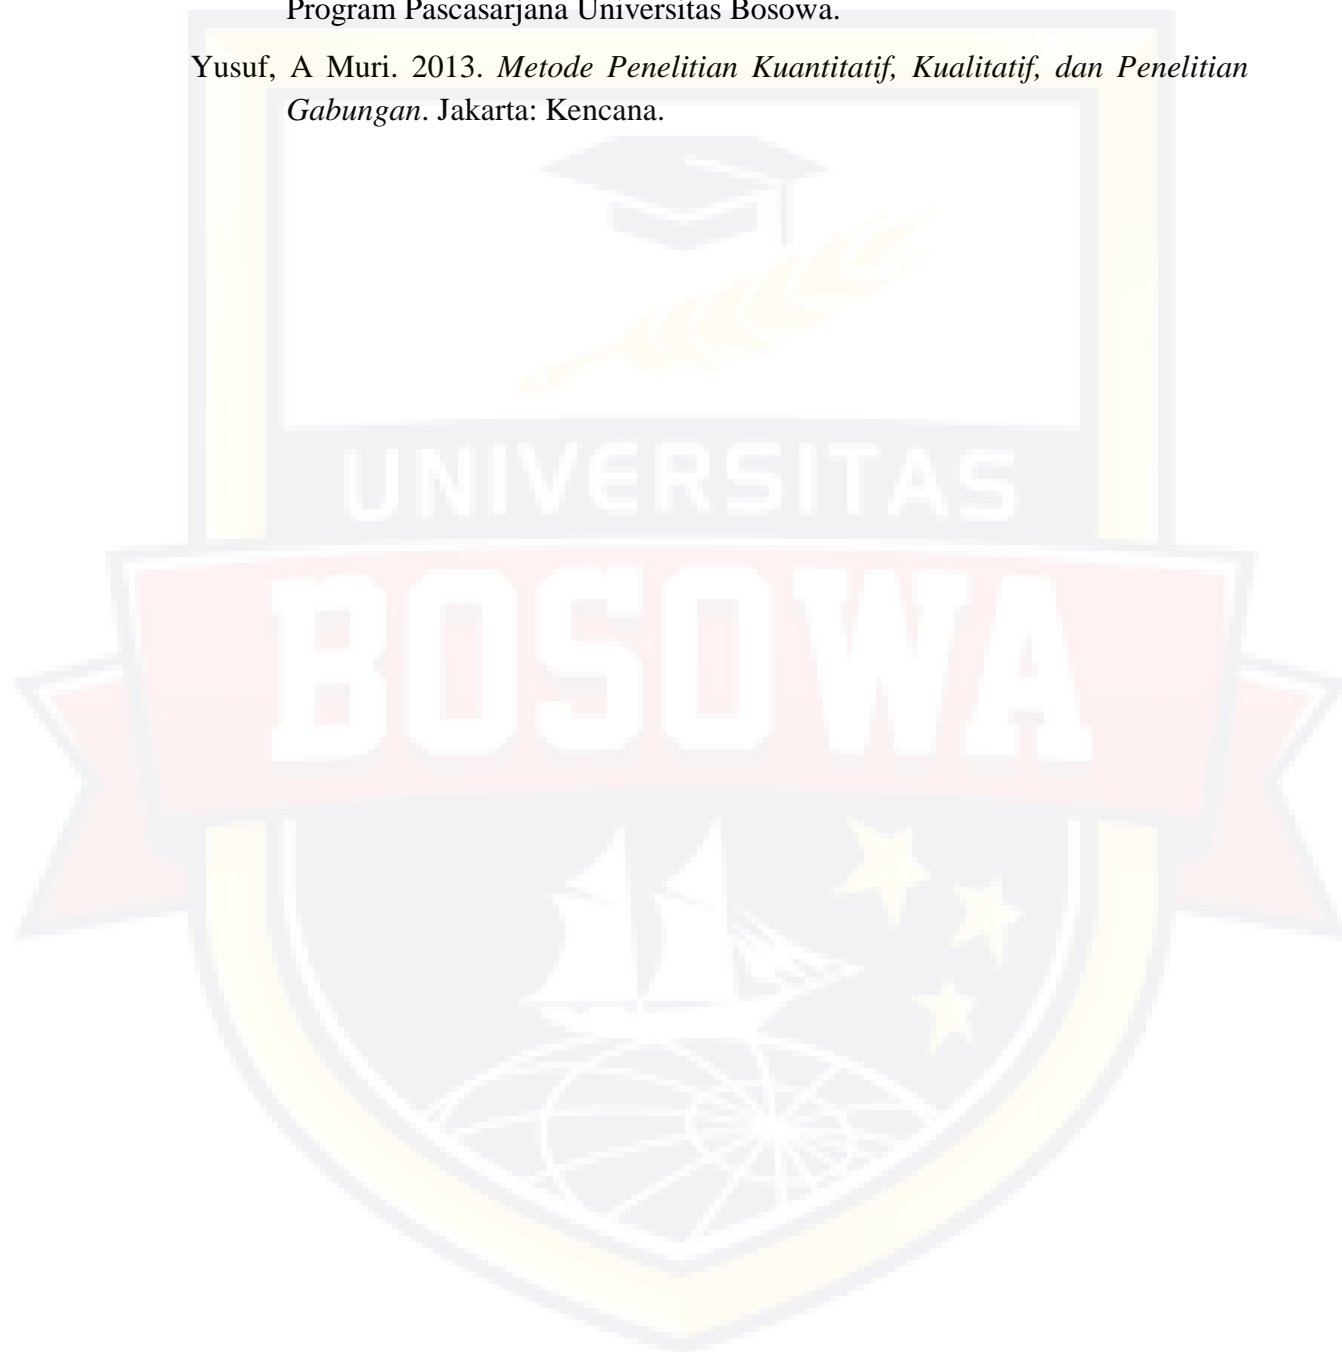 Program Pascasarjana Universitas Bosowa.
Yusuf, A Muri. 2013. Metode Penelitian Kuantitatif, Kualitatif, dan Penelitian
Gabungan. Jakarta: Kencana.
UNIVERSITAS
BOSOWA